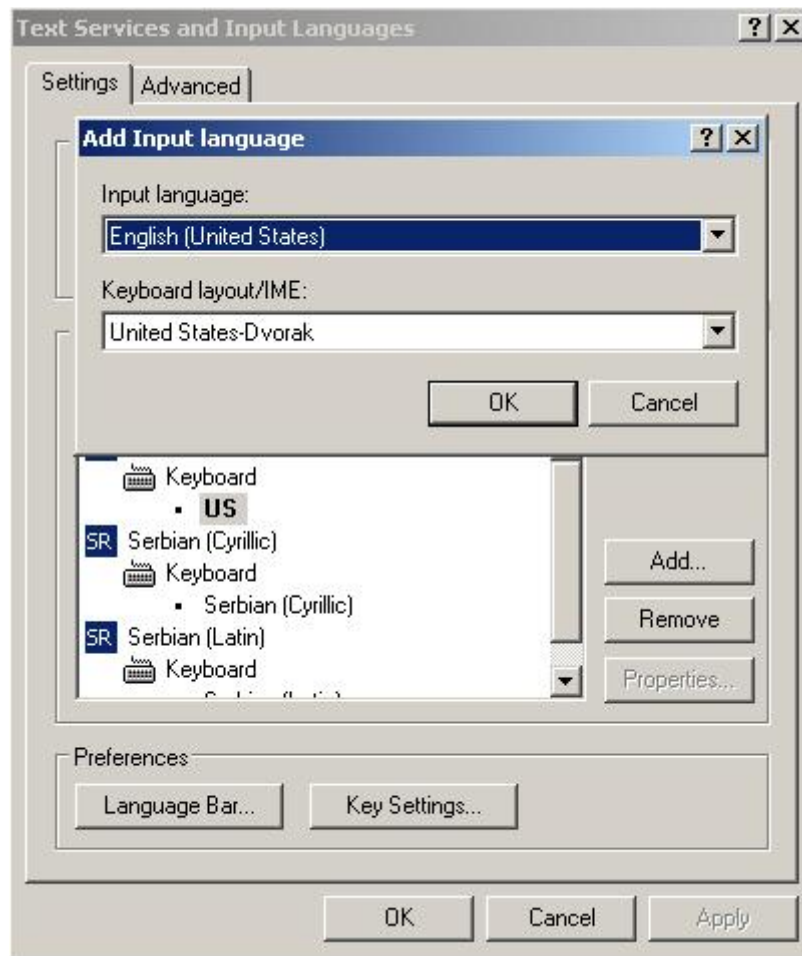 Text Services and Input Languages
Settings
Advanced
Add Input language
Input language:
English (United States)
Keyboard layout/IME:
United States-Dvorak
OK
Cancel
Keyboard
US
SR Serbian (Cyrillic)
Keyboard
Serbian (Cyrillic)
SR Serbian (Latin)
Keyboard
Add...
Remove
Properties...
Preferences
Language Bar...
Key Settings...
OK
Cancel
Apply